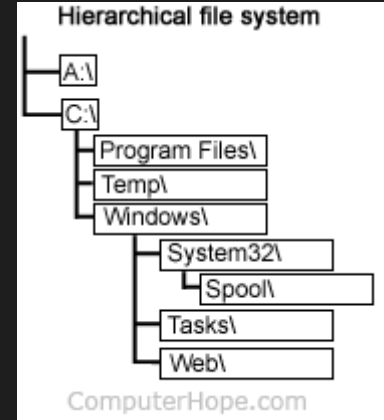 Hierarchical file system
A:\
C:\
Program Files\
Temp\
Windows\
System32\
Spool\
Tasks\
Web\
ComputerHope.com